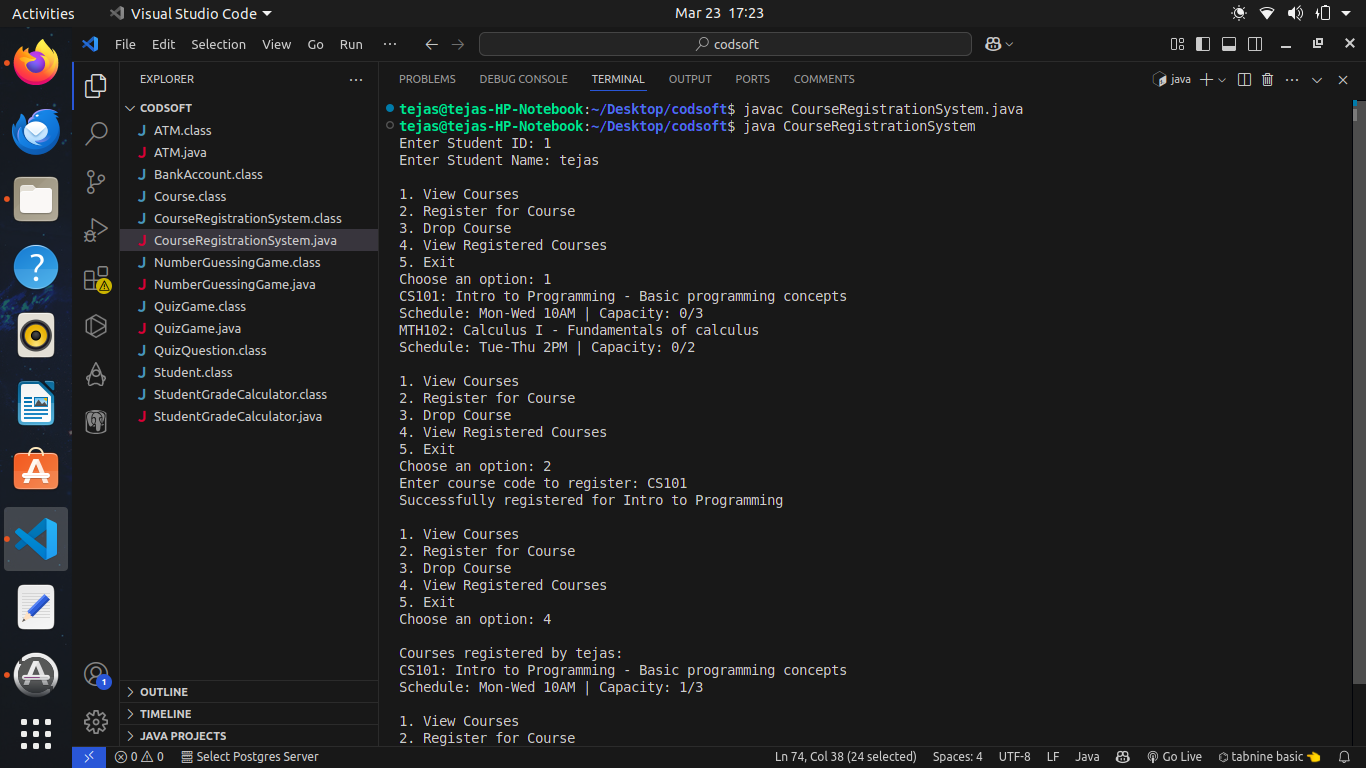 Activities
Visual Studio Code
Mar 23 17:23
File Edit Selection View Go Run ···
codsoft
EXPLORER ···
PROBLEMS DEBUG CONSOLE TERMINAL OUTPUT PORTS COMMENTS
java
CODSOFT
ATM.class
ATM.java
BankAccount.class
Course.class
CourseRegistrationSystem.class
CourseRegistrationSystem.java
NumberGuessingGame.class
NumberGuessingGame.java
QuizGame.class
QuizGame.java
QuizQuestion.class
Student.class
StudentGradeCalculator.class
StudentGradeCalculator.java
OUTLINE
TIMELINE
JAVA PROJECTS
1
tejas@tejas-HP-Notebook:~/Desktop/codsoft$ javac CourseRegistrationSystem.java
tejas@tejas-HP-Notebook:~/Desktop/codsoft$ java CourseRegistrationSystem
Enter Student ID: 1
Enter Student Name: tejas
1. View Courses
2. Register for Course
3. Drop Course
4. View Registered Courses
5. Exit
Choose an option: 1
CS101: Intro to Programming - Basic programming concepts
Schedule: Mon-Wed 10AM | Capacity: 0/3
MTH102: Calculus I - Fundamentals of calculus
Schedule: Tue-Thu 2PM | Capacity: 0/2
1. View Courses
2. Register for Course
3. Drop Course
4. View Registered Courses
5. Exit
Choose an option: 2
Enter course code to register: CS101
Successfully registered for Intro to Programming
1. View Courses
2. Register for Course
3. Drop Course
4. View Registered Courses
5. Exit
Choose an option: 4
Courses registered by tejas:
CS101: Intro to Programming - Basic programming concepts
Schedule: Mon-Wed 10AM | Capacity: 1/3
1. View Courses
2. Register for Course
0 0 Select Postgres Server
Ln 74, Col 38 (24 selected) Spaces: 4 UTF-8 LF Java Go Live tabnine basic 👈